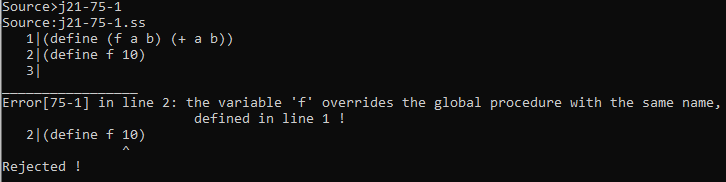 Source>j21-75-1
Source:j21-75-1.ss
   1|(define (f a b) (+ a b))
   2|(define f 10)
   3|
_________________
Error[75-1] in line 2: the variable 'f' overrides the global procedure with the same name,
                        defined in line 1 !
   2|(define f 10)
               ^
Rejected !